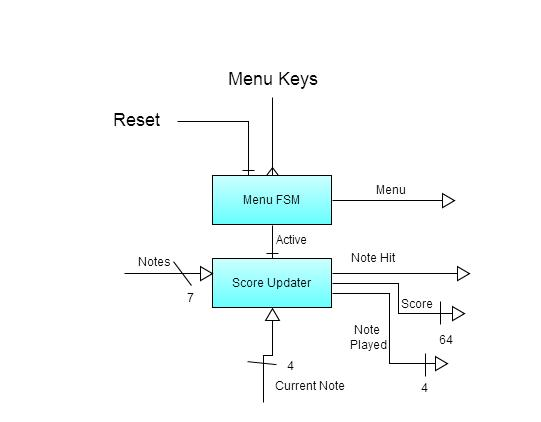 Menu Keys
Reset
Menu FSM
Menu
Active
Notes
7
Score Updater
Note Hit
Score
64
Note
Played
4
4
Current Note